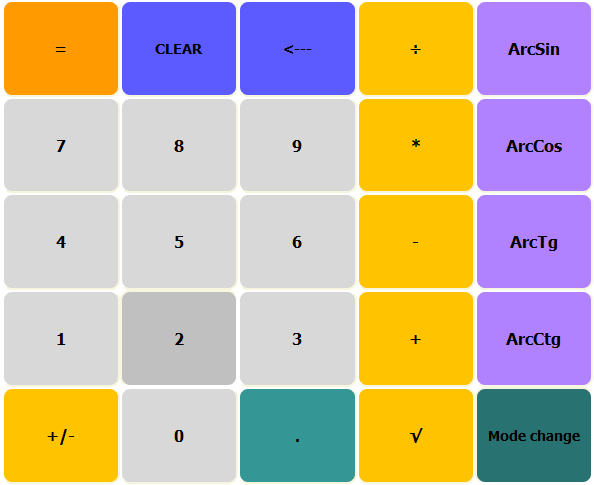 = CLEAR <--- ÷ ArcSin
7 8 9 * ArcCos
4 5 6 - ArcTg
1 2 3 + ArcCtg
+/- 0 . √ Mode change